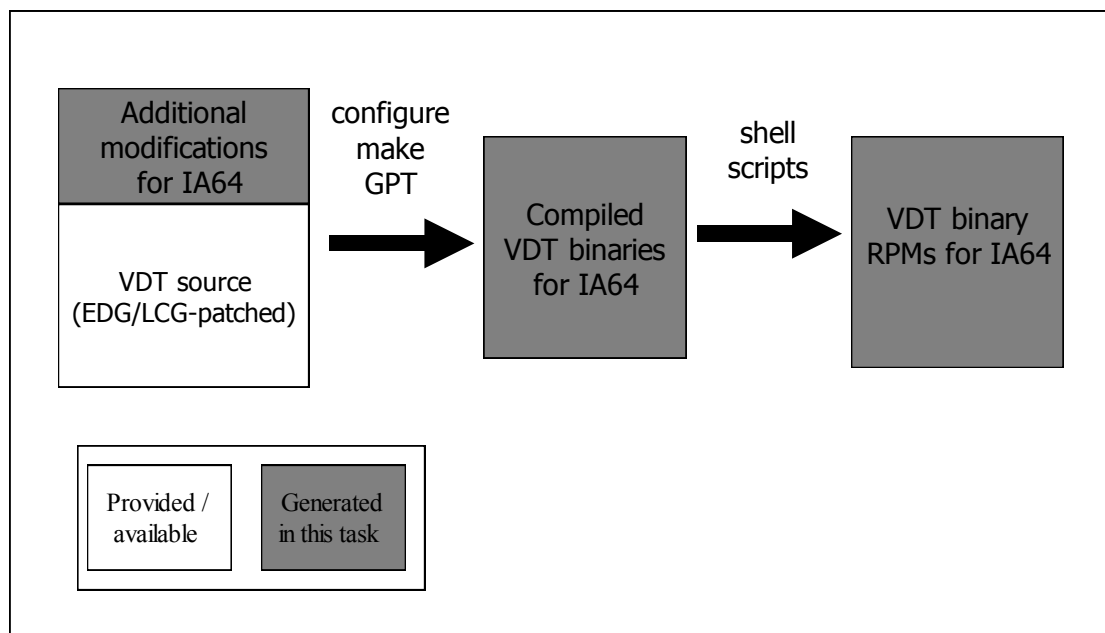 Additional
modifications
for IA64
VDT source
(EDG/LCG-patched)
configure
make
GPT
Compiled
VDT binaries
for IA64
shell
scripts
VDT binary
RPMs for IA64
Provided /
available
Generated
in this task